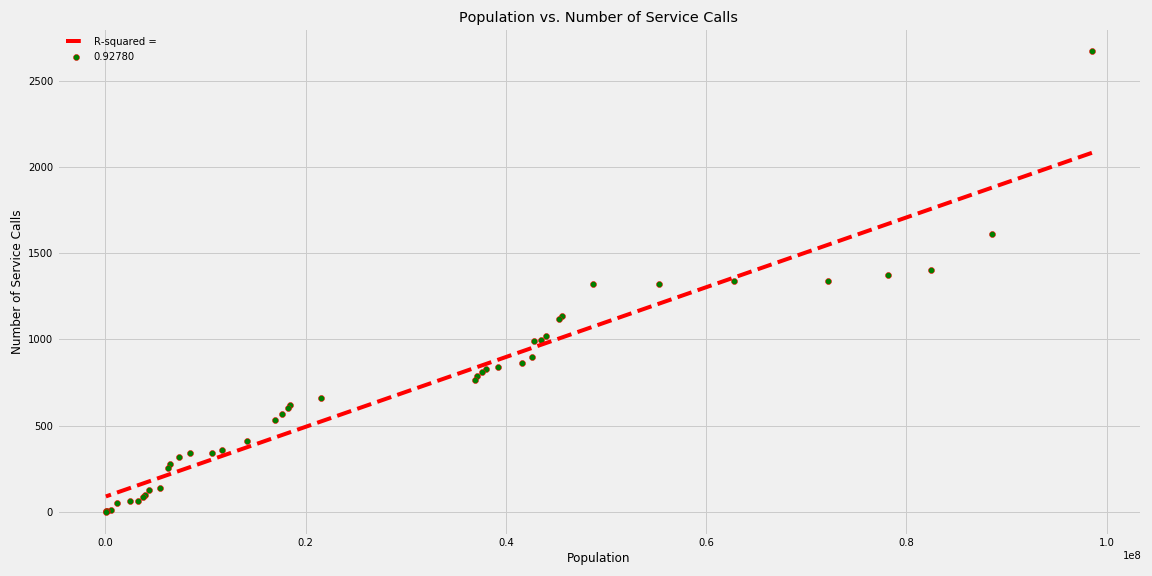 Population vs. Number of Service Calls
R-squared =
0.92780
Number of Service Calls
2500
2000
1500
1000
500
0
0.0 0.2 0.4 0.6 0.8 1.0
1e8
Population